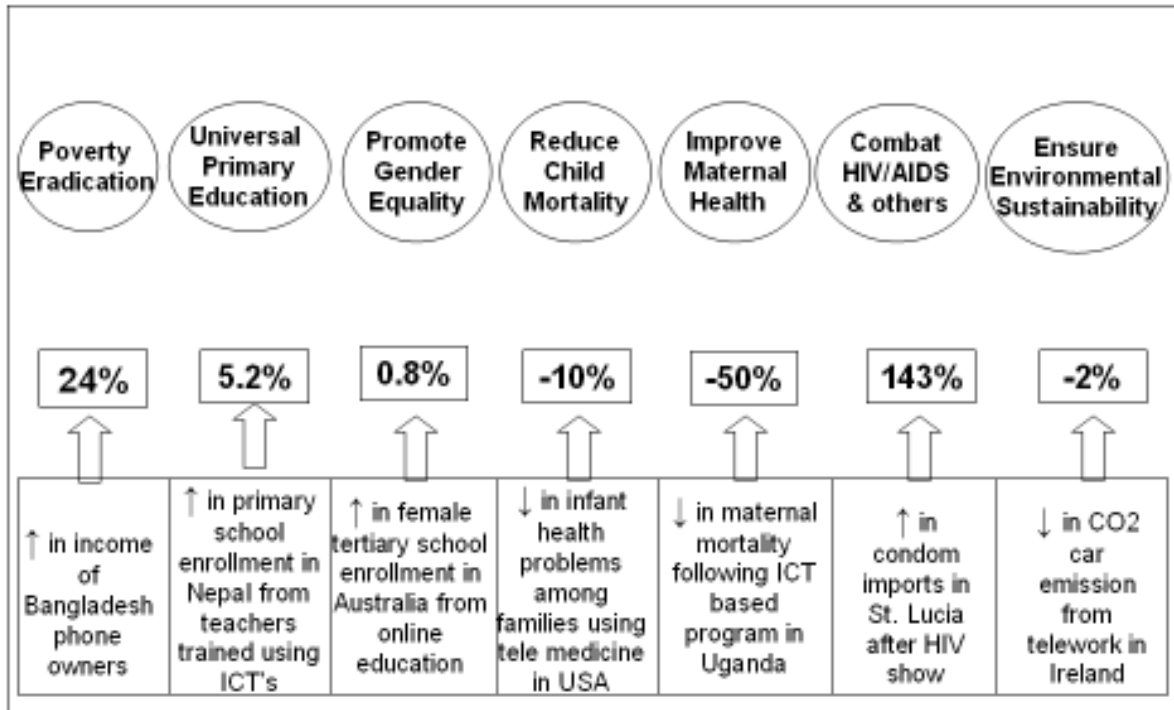 Poverty
Eradication
Universal
Primary
Education
Promote
Gender
Equality
Reduce
Child
Mortality
Improve
Maternal
Health
Combat
HIV/AIDS
& others
Ensure
Environmental
Sustainability
24%
5.2%
0.8%
-10%
-50%
143%
-2%
↑ in income
of
Bangladesh
phone
owners
↑ in primary
school
enrollment in
Nepal from
teachers
trained using
ICT's
↑ in female
tertiary school
enrollment in
Australia from
online
education
↓ in infant
health
problems
among
families using
tele medicine
in USA
↓ in maternal
mortality
following ICT
based
program in
Uganda
↑ in
condom
imports in
St. Lucia
after HIV
show
↓ in CO2
car
emission
from
telework in
Ireland